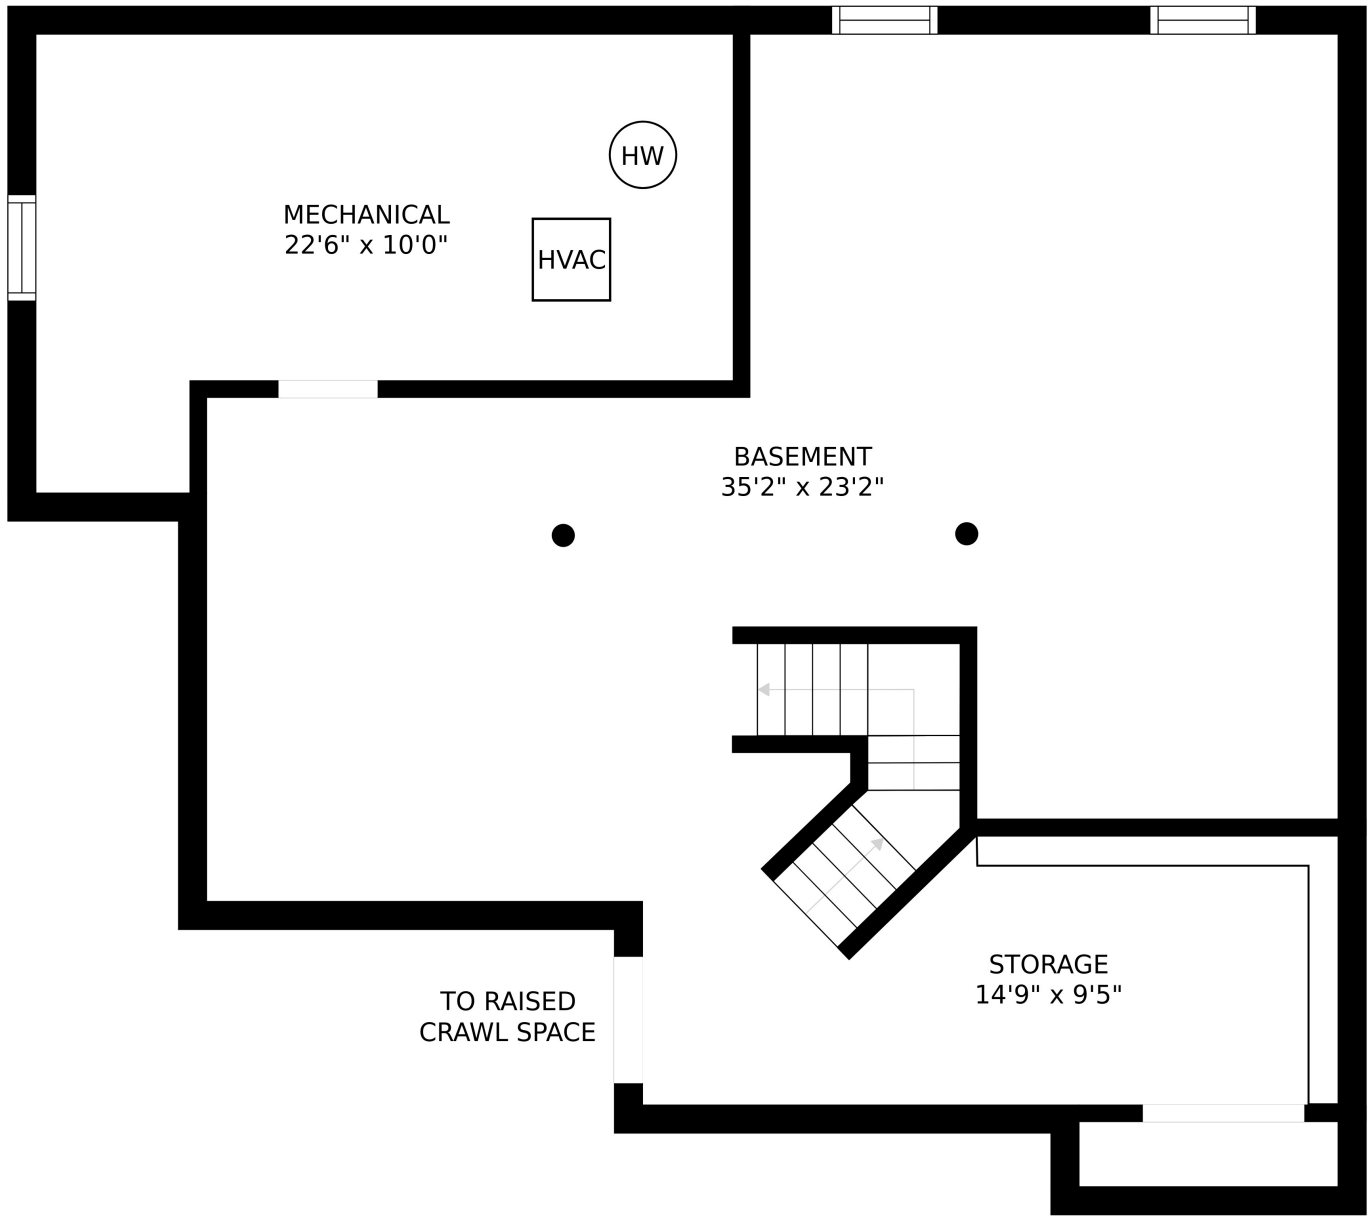 HW
MECHANICAL
22'6" x 10'0"
HVAC
BASEMENT
35'2" x 23'2"
STORAGE
14'9" x 9'5"
TO RAISED
CRAWL SPACE